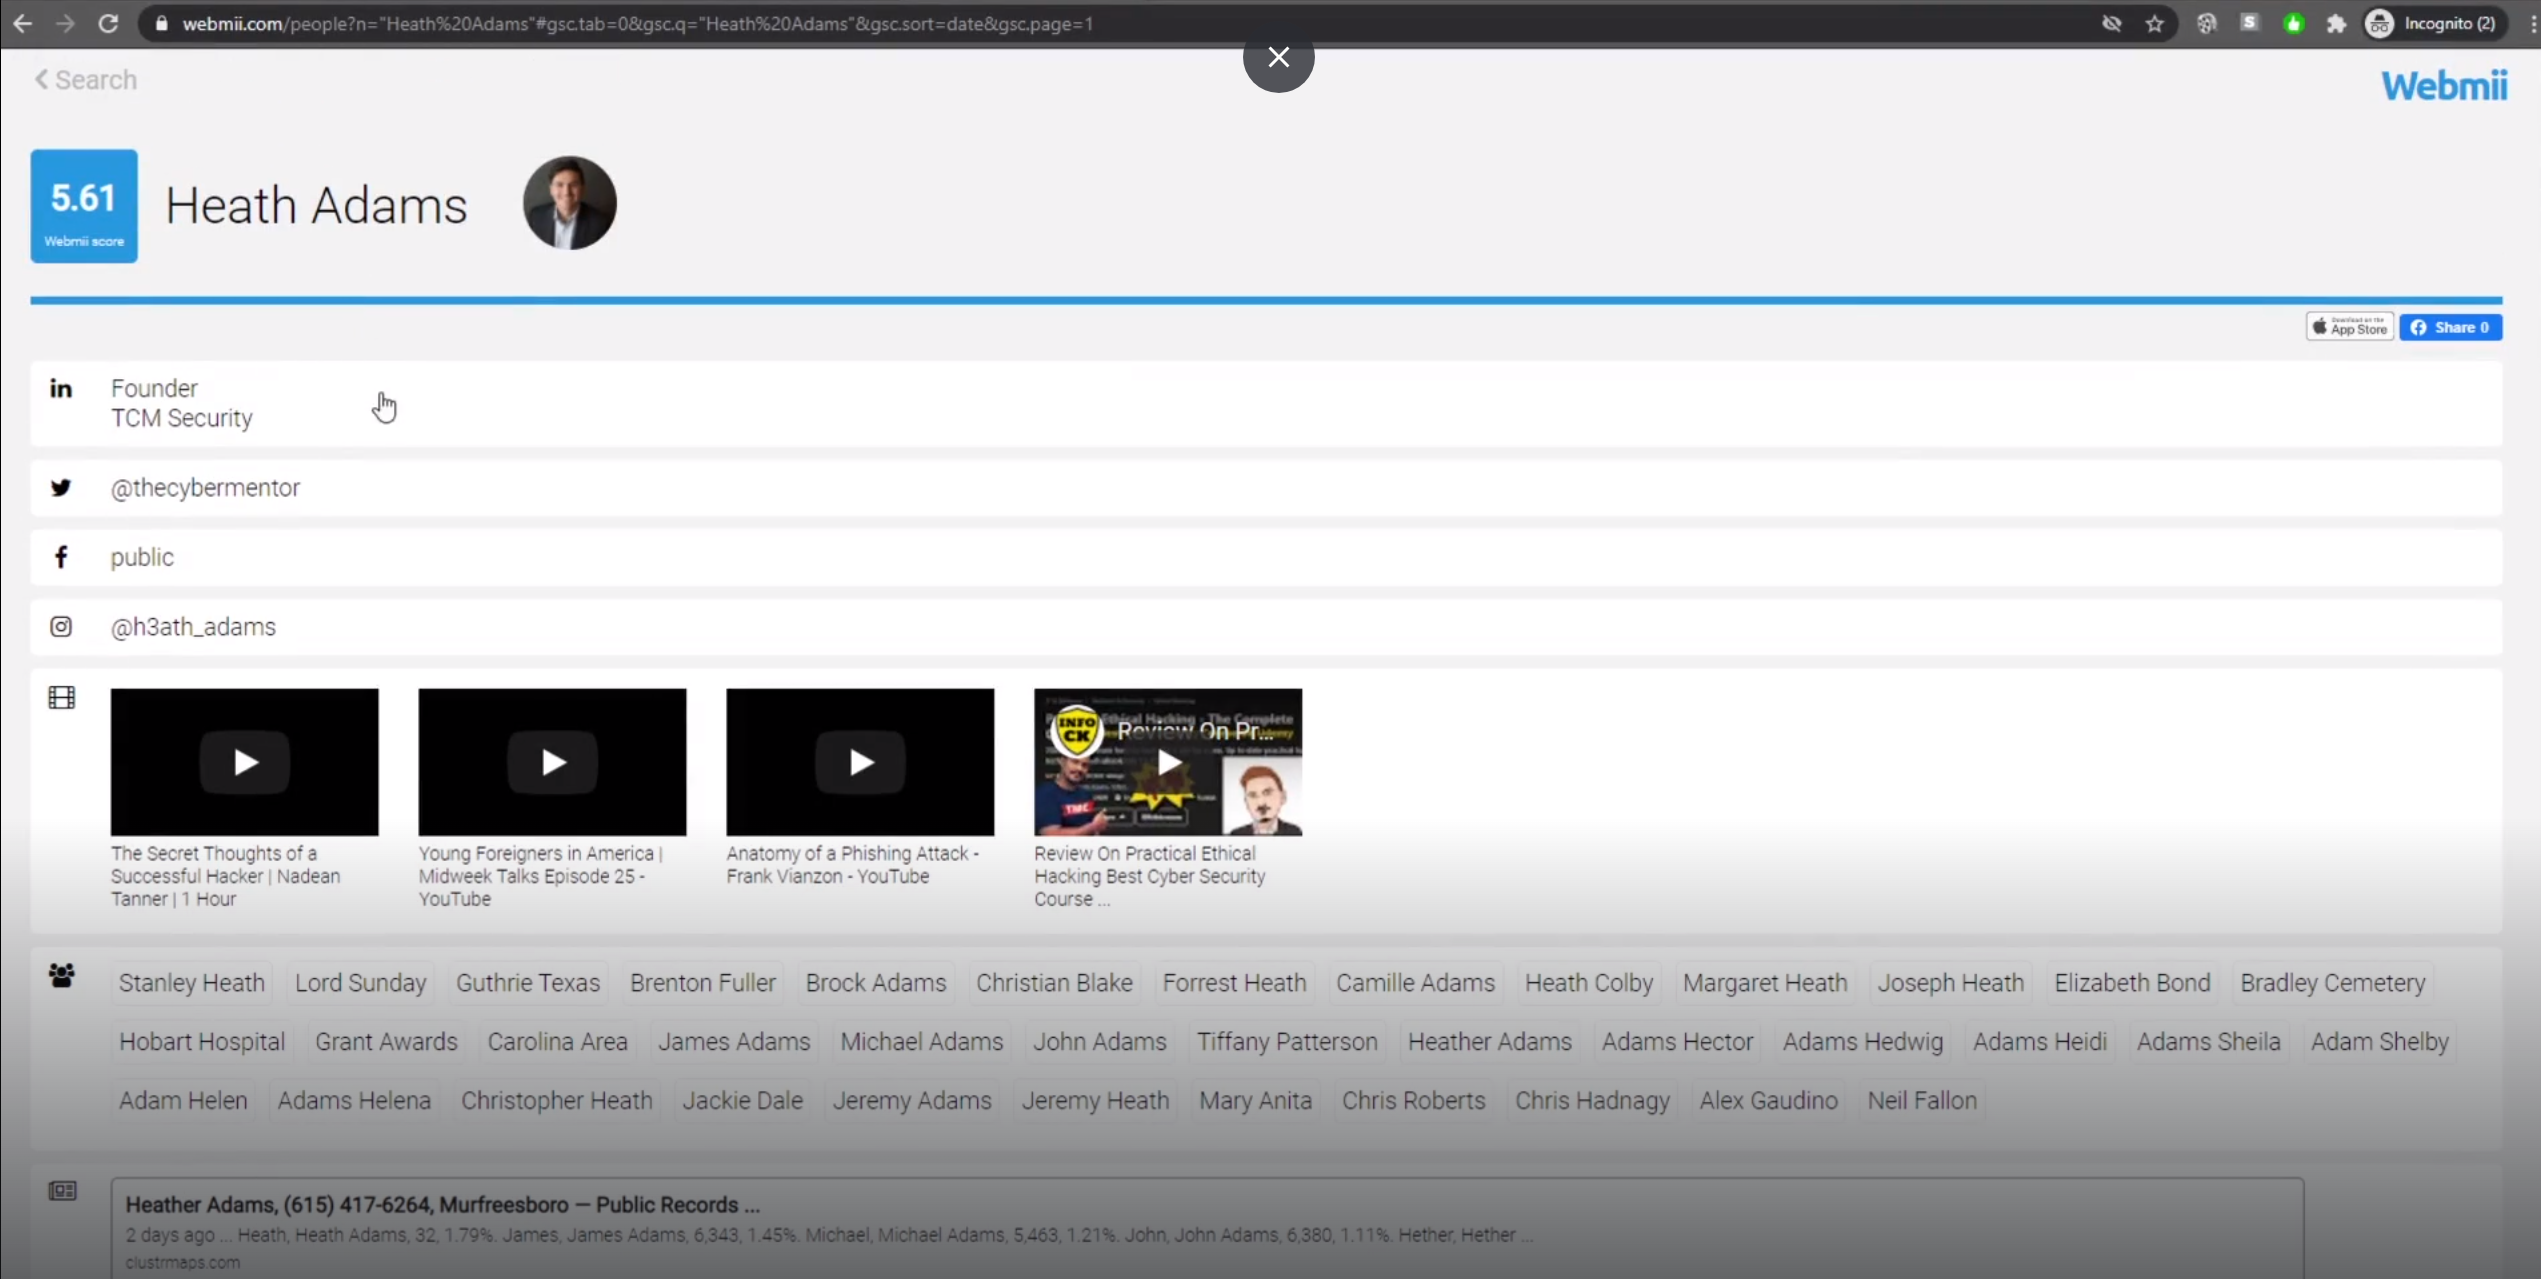 webmii.com/people?n="Heath%20Adams"#gsc.tab=0&gsc.q="Heath%20Adams"&gsc.sort=date&gsc.page=1
S
Incognito (2)
Search
Webmii
5.61
Webmii score
Heath Adams
Download on the
App Store
Share 0
in
Founder
TCM Security
@thecybermentor
public
@h3ath_adams
INFO
CK
Review On Pr...
Ethical Hacking - The Complete
The Secret Thoughts of a
Successful Hacker | Nadean
Tanner | 1 Hour
Young Foreigners in America |
Midweek Talks Episode 25 -
YouTube
Anatomy of a Phishing Attack -
Frank Vianzon - YouTube
Review On Practical Ethical
Hacking Best Cyber Security
Course ...
Stanley Heath Lord Sunday Guthrie Texas Brenton Fuller Brock Adams Christian Blake Forrest Heath Camille Adams Heath Colby Margaret Heath Joseph Heath Elizabeth Bond Bradley Cemetery
Hobart Hospital Grant Awards Carolina Area James Adams Michael Adams John Adams Tiffany Patterson Heather Adams Adams Hector Adams Hedwig Adams Heidi Adams Sheila Adam Shelby
Adam Helen Adams Helena Christopher Heath Jackie Dale Jeremy Adams Jeremy Heath Mary Anita Chris Roberts Chris Hadnagy Alex Gaudino Neil Fallon
Heather Adams, (615) 417-6264, Murfreesboro — Public Records ...
2 days ago ... Heath, Heath Adams, 32, 1.79%. James, James Adams, 6,343, 1.45%. Michael, Michael Adams, 5,463, 1.21%. John, John Adams, 6,380, 1.11%. Hether, Hether ...
clustrmaps.com